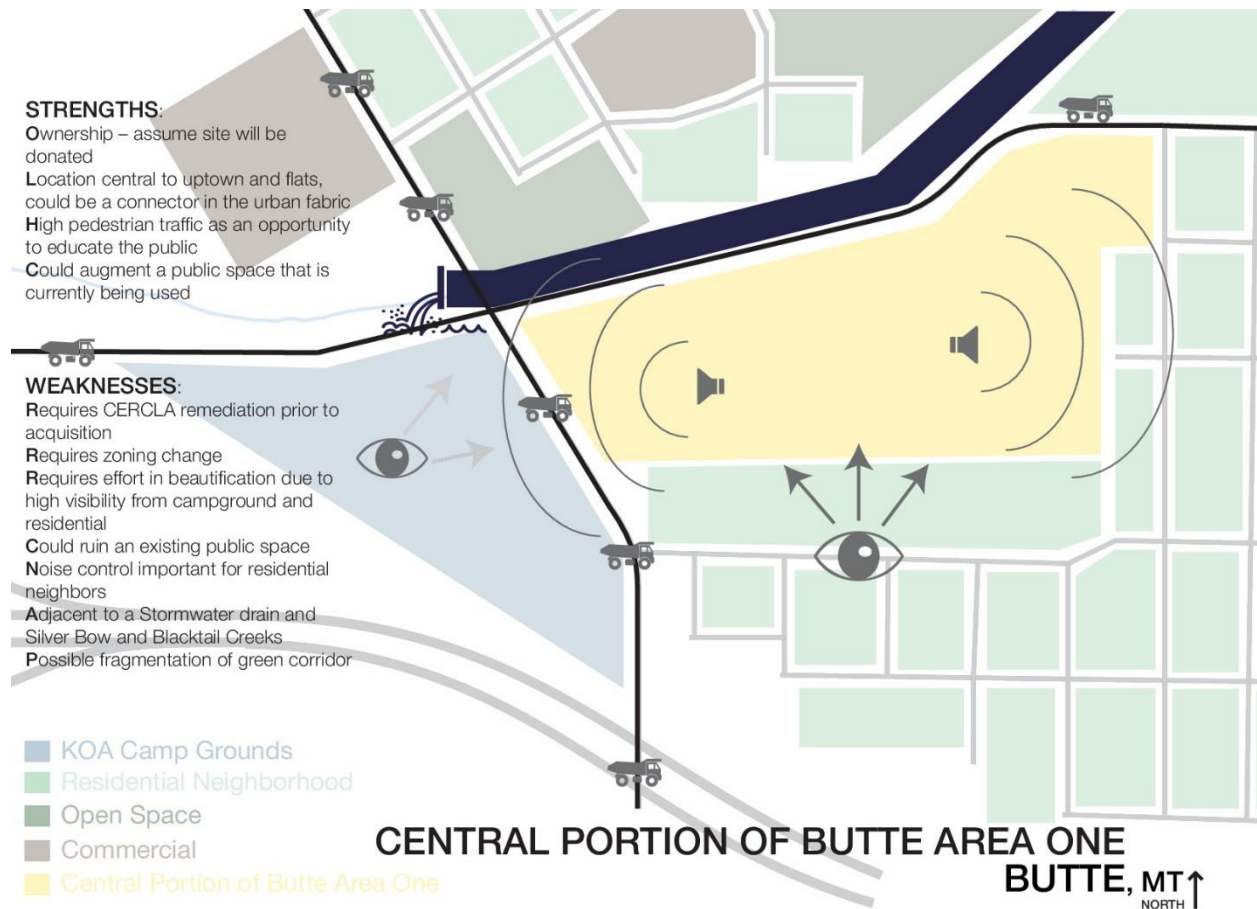 STRENGTHS:
Ownership – assume site will be
donated
Location central to uptown and flats,
could be a connector in the urban fabric
High pedestrian traffic as an opportunity
to educate the public
Could augment a public space that is
currently being used
WEAKNESSES:
Requires CERCLA remediation prior to
acquisition
Requires zoning change
Requires effort in beautification due to
high visibility from campground and
residential
Could ruin an existing public space
Noise control important for residential
neighbors
Adjacent to a Stormwater drain and
Silver Bow and Blacktail Creeks
Possible fragmentation of green corridor
KOA Camp Grounds
Residential Neighborhood
Open Space
Commercial
Central Portion of Butte Area One
CENTRAL PORTION OF BUTTE AREA ONE
BUTTE, MT
NORTH